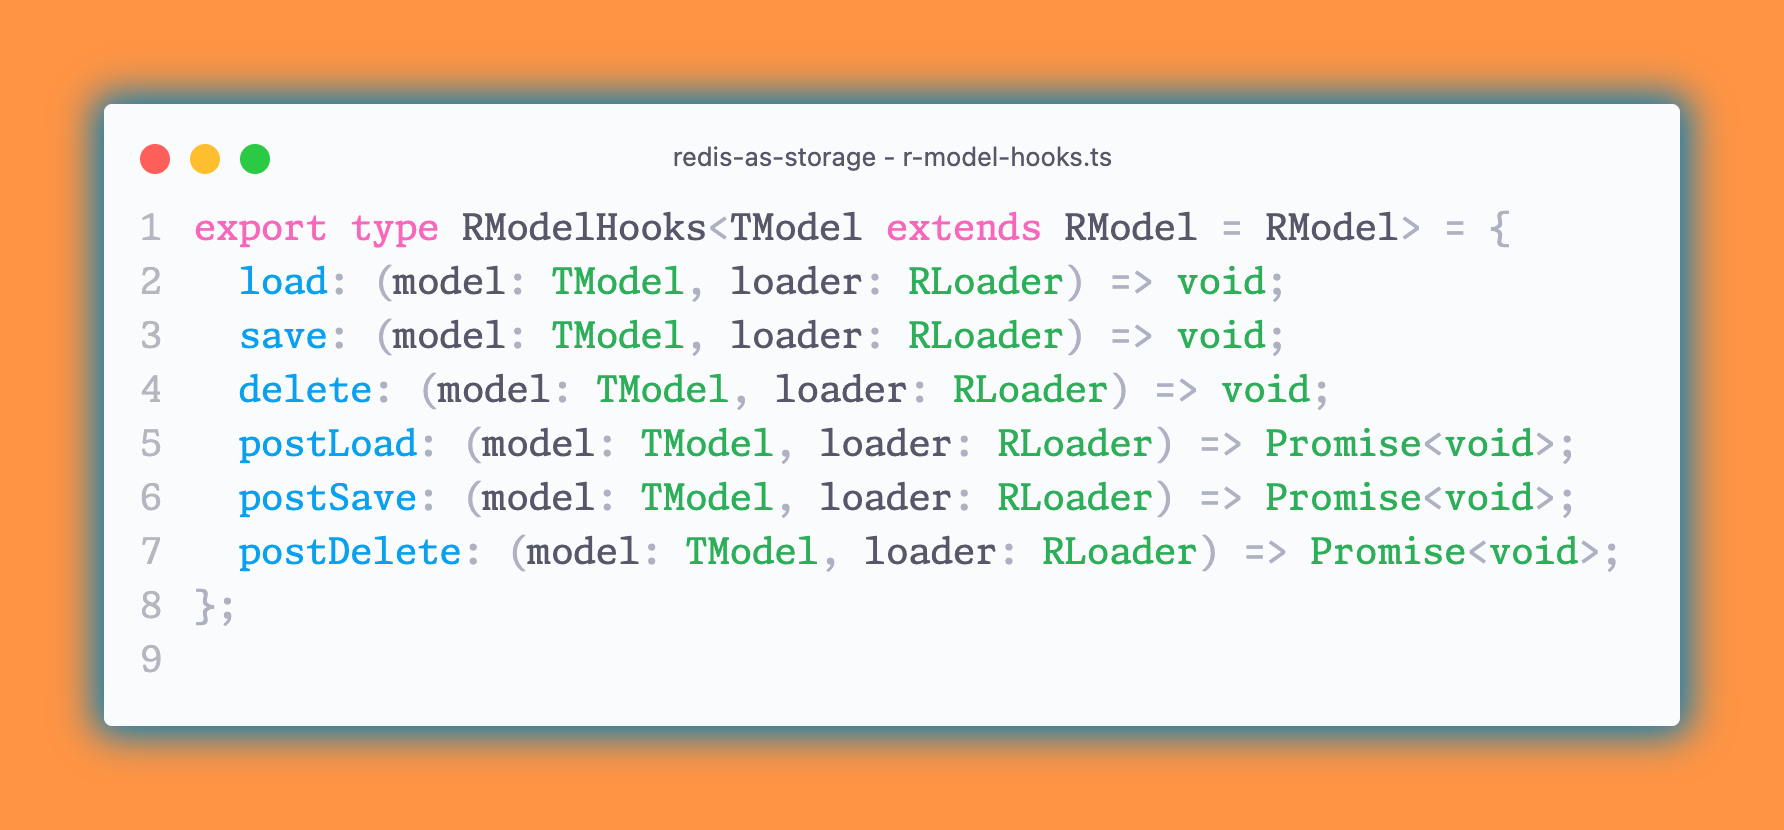 redis-as-storage - r-model-hooks.ts
1 export type RModelHooks<TModel extends RModel = RModel> = {
2   load: (model: TModel, loader: RLoader) => void;
3   save: (model: TModel, loader: RLoader) => void;
4   delete: (model: TModel, loader: RLoader) => void;
5   postLoad: (model: TModel, loader: RLoader) => Promise<void>;
6   postSave: (model: TModel, loader: RLoader) => Promise<void>;
7   postDelete: (model: TModel, loader: RLoader) => Promise<void>;
8 };
9